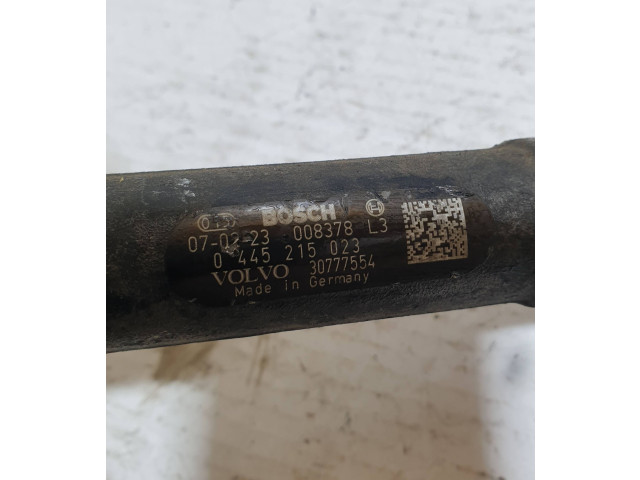 BOSCH
07-02-23 008378 L3
0 445 215 023
VOLVO 30777554
Made in Germany